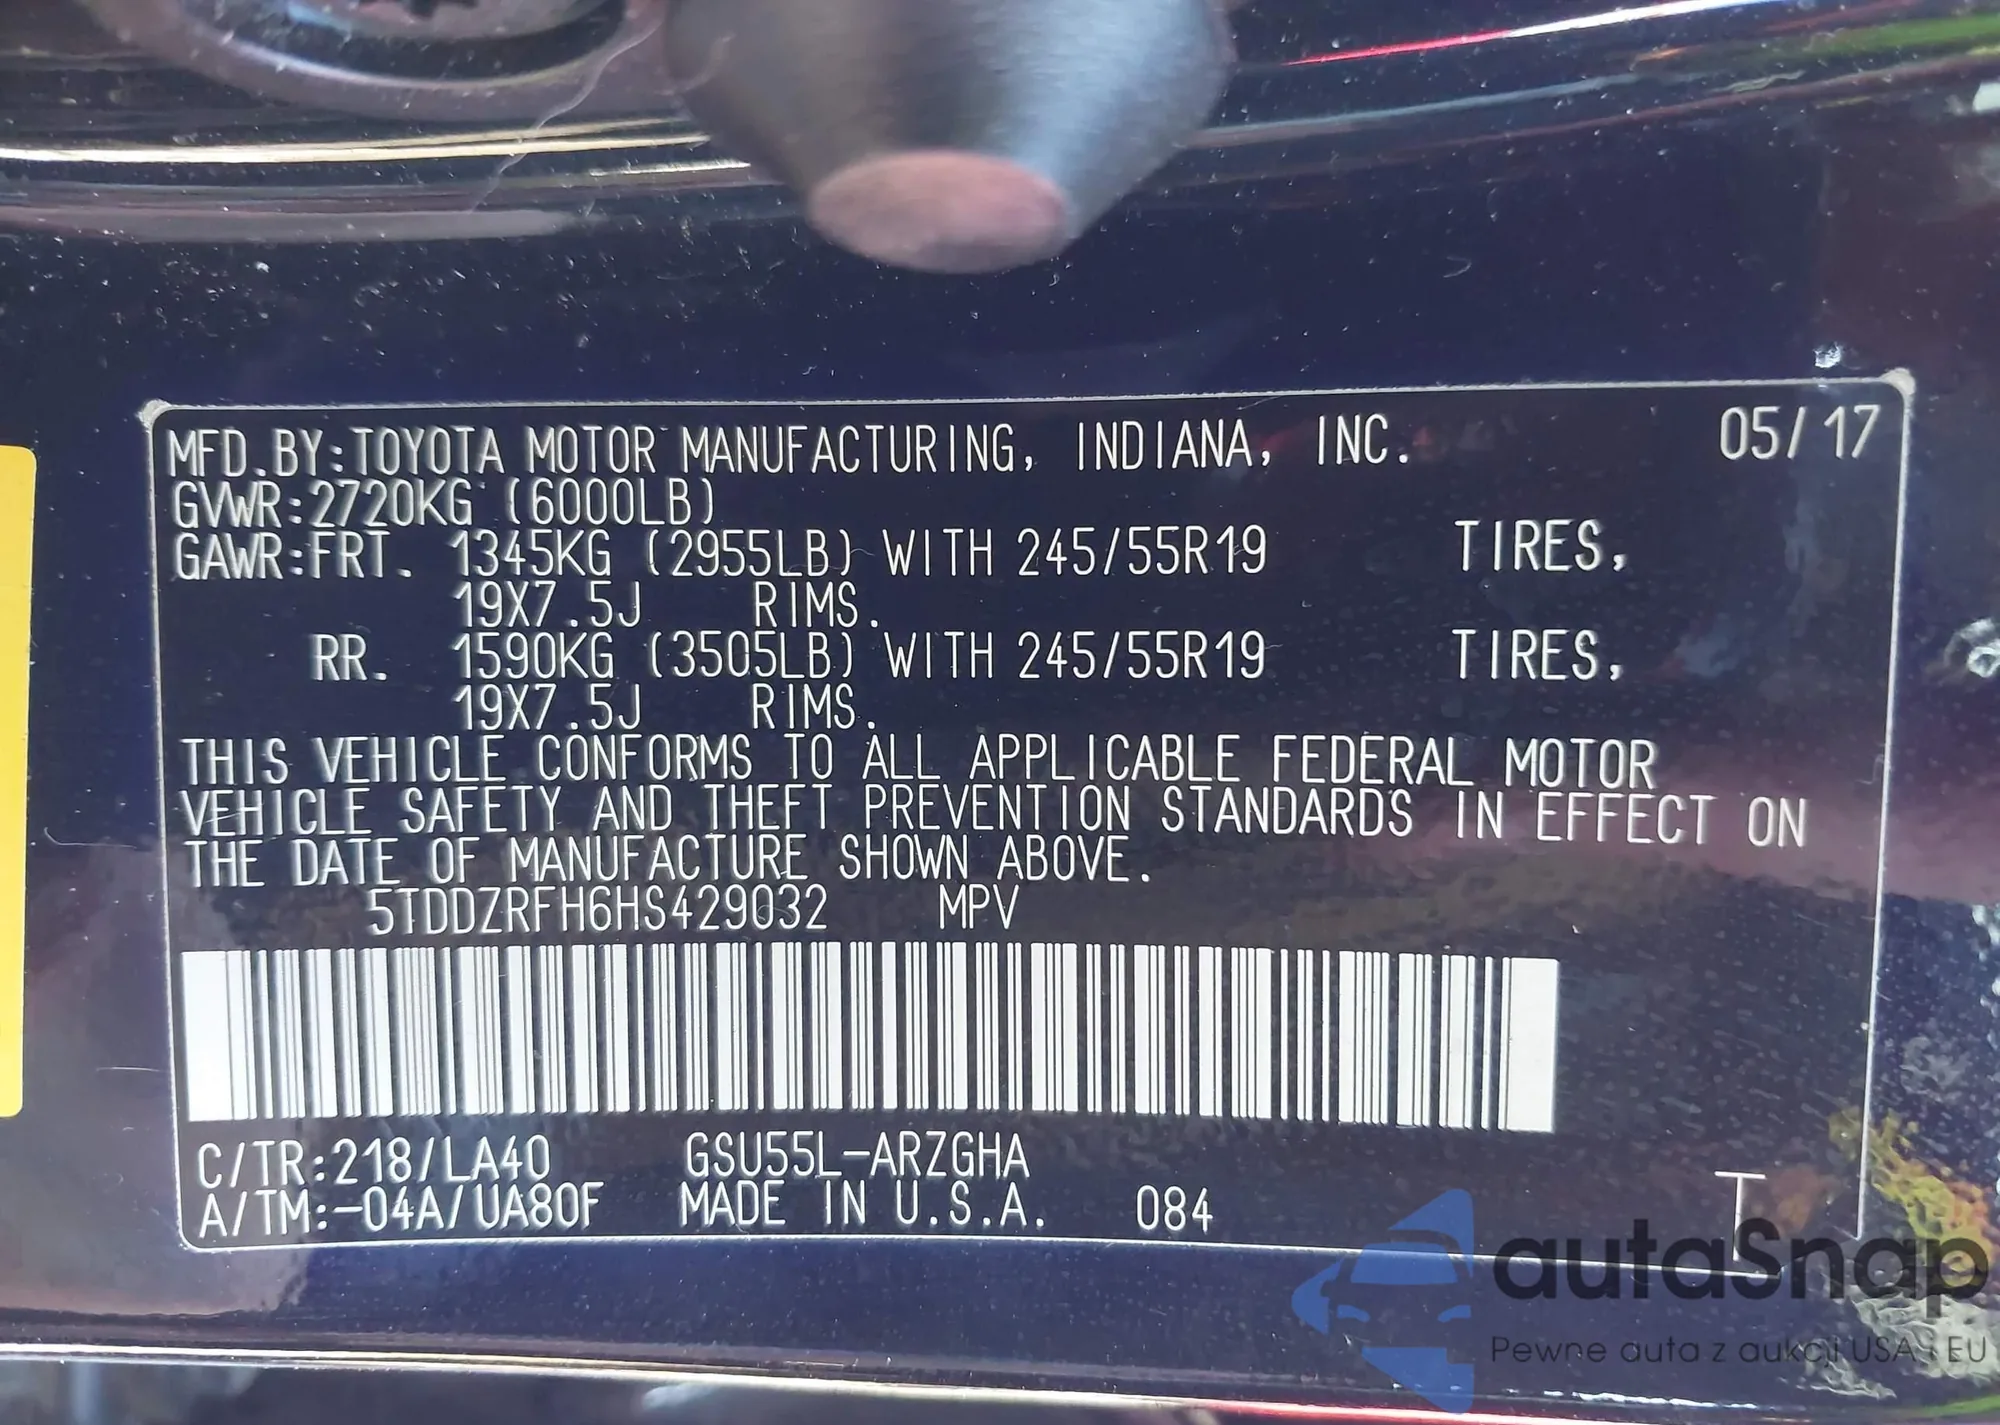 MFD.BY:TOYOTA MOTOR MANUFACTURING, INDIANA, INC. 05/17
GVWR:2720KG (6000LB)
GAWR:FRT. 1345KG (2955LB) WITH 245/55R19 TIRES,
19X7.5J RIMS.
RR. 1590KG (3505LB) WITH 245/55R19 TIRES,
19X7.5J RIMS.
THIS VEHICLE CONFORMS TO ALL APPLICABLE FEDERAL MOTOR
VEHICLE SAFETY AND THEFT PREVENTION STANDARDS IN EFFECT ON
THE DATE OF MANUFACTURE SHOWN ABOVE.
5TDDZRFH6HS429032 MPV
C/TR:218/LA40 GSU55L-ARZGHA
A/TM:-04A/UA80F MADE IN U.S.A. 084 T
autaSnap
Pewne auta z aukcji USA i EU